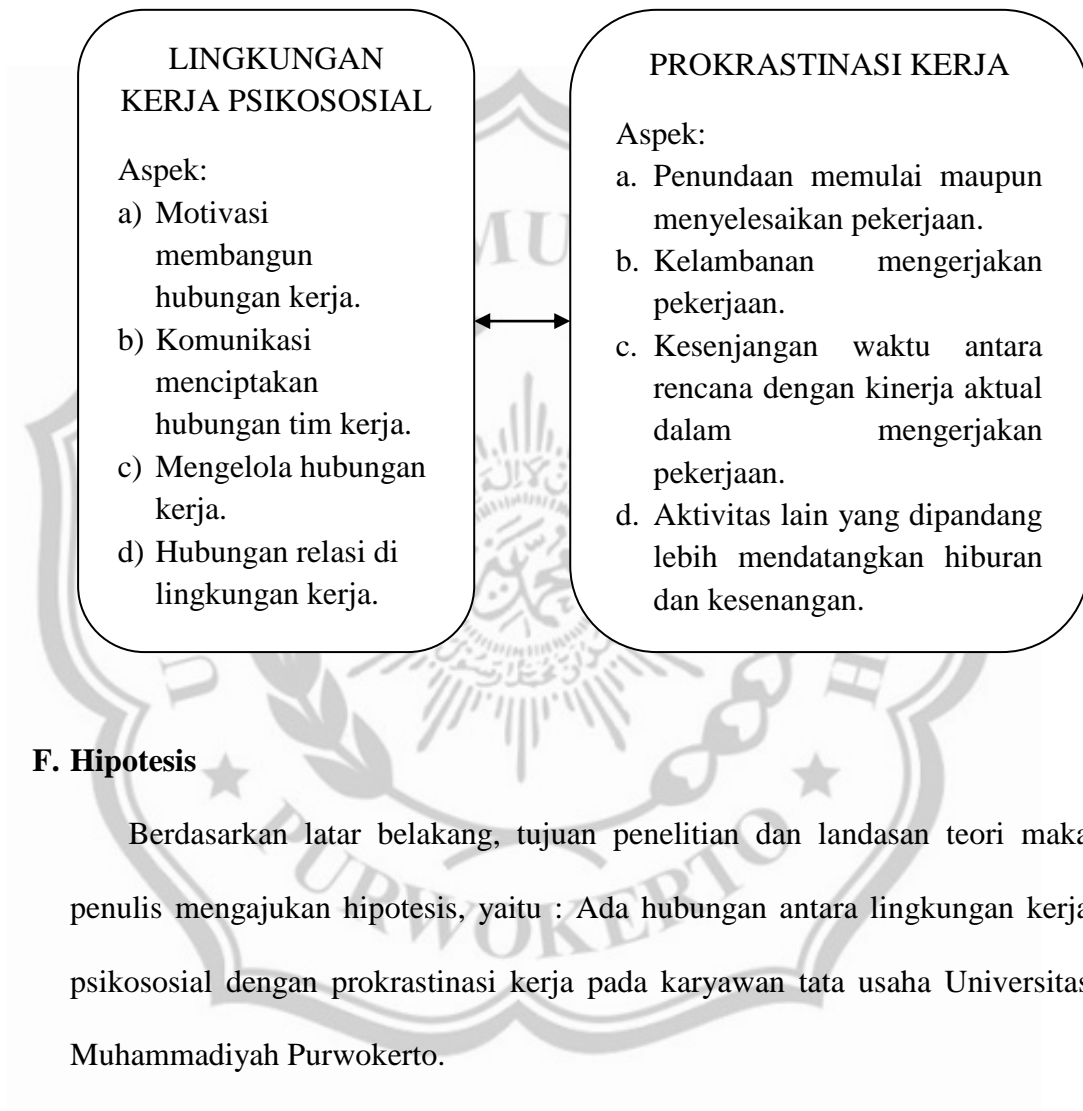 LINGKUNGAN
KERJA PSIKOSOSIAL
Aspek:
a) Motivasi
membangun
hubungan kerja.
b) Komunikasi
menciptakan
hubungan tim kerja.
c) Mengelola hubungan
kerja.
d) Hubungan relasi di
lingkungan kerja.
PROKRASTINASI KERJA
Aspek:
a. Penundaan memulai maupun
menyelesaikan pekerjaan.
b. Kelambanan mengerjakan
pekerjaan.
c. Kesenjangan waktu antara
rencana dengan kinerja aktual
dalam mengerjakan
pekerjaan.
d. Aktivitas lain yang dipandang
lebih mendatangkan hiburan
dan kesenangan.
F. Hipotesis
Berdasarkan latar belakang, tujuan penelitian dan landasan teori maka
penulis mengajukan hipotesis, yaitu : Ada hubungan antara lingkungan kerja
psikososial dengan prokrastinasi kerja pada karyawan tata usaha Universitas
Muhammadiyah Purwokerto.
PURWOKERTO